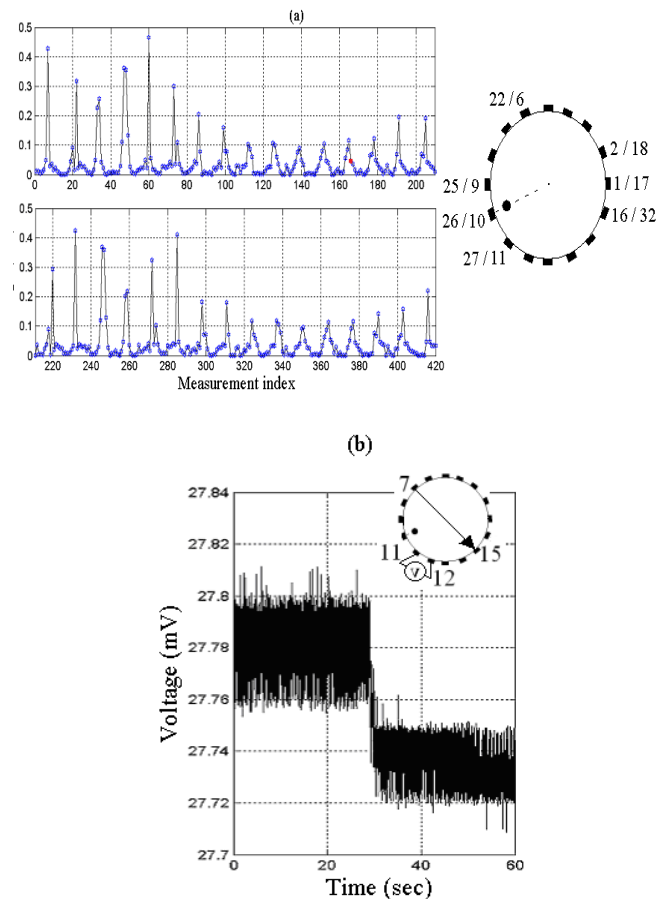 (a)
0.5
0.4
0.3
0.2
0.1
0
0 20 40 60 80 100 120 140 160 180 200
0.5
0.4
0.3
0.2
0.1
0
220 240 260 280 300 320 340 360 380 400 420
Measurement index
22 / 6
2 / 18
25 / 9
1 / 17
26 / 10
16 / 32
27 / 11
(b)
27.84
27.82
27.8
27.78
27.76
27.74
27.72
27.7
Voltage (mV)
7
11
V
12
15
0 20 40 60
Time (sec)